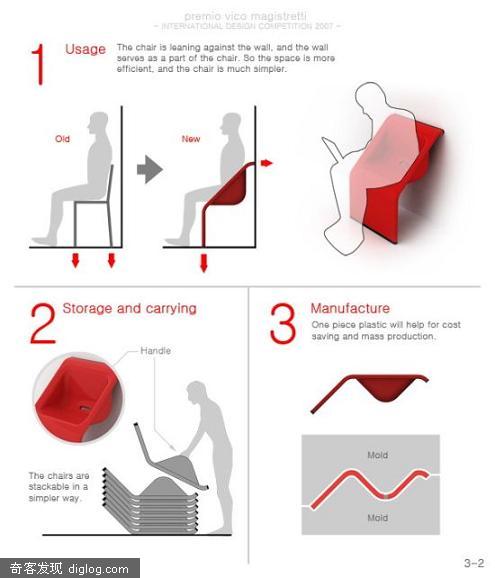 premio vico magistretti
- INTERNATIONAL DESIGN COMPETITION 2007 -
1 Usage
The chair is leaning against the wall, and the wall
serves as a part of the chair. So the space is more
efficient, and the chair is much simpler.
Old
New
2 Storage and carrying
Handle
The chairs are
stackable in a
simpler way.
3 Manufacture
One piece plastic will help for cost
saving and mass production.
Mold
Mold
3-2
奇客发现 diglog.com